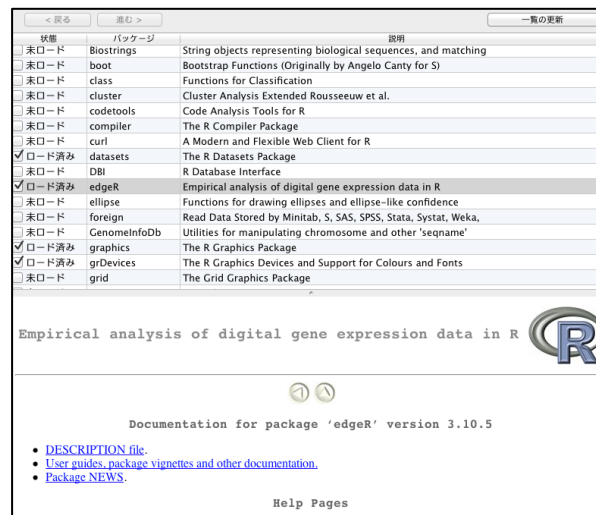 < 戻る 進む > 一覧の更新
状態 パッケージ 説明
未ロード Biostrings String objects representing biological sequences, and matching
未ロード boot Bootstrap Functions (Originally by Angelo Canty for S)
未ロード class Functions for Classification
未ロード cluster Cluster Analysis Extended Rousseeuw et al.
未ロード codetools Code Analysis Tools for R
未ロード compiler The R Compiler Package
未ロード curl A Modern and Flexible Web Client for R
ロード済み datasets The R Datasets Package
未ロード DBI R Database Interface
ロード済み edgeR Empirical analysis of digital gene expression data in R
未ロード ellipse Functions for drawing ellipses and ellipse-like confidence
未ロード foreign Read Data Stored by Minitab, S, SAS, SPSS, Stata, Systat, Weka,
未ロード GenomeInfoDb Utilities for manipulating chromosome and other 'seqname'
ロード済み graphics The R Graphics Package
ロード済み grDevices The R Graphics Devices and Support for Colours and Fonts
未ロード grid The Grid Graphics Package
Empirical analysis of digital gene expression data in R R
Documentation for package ‘edgeR’ version 3.10.5
• DESCRIPTION file.
• User guides, package vignettes and other documentation.
• Package NEWS.
Help Pages